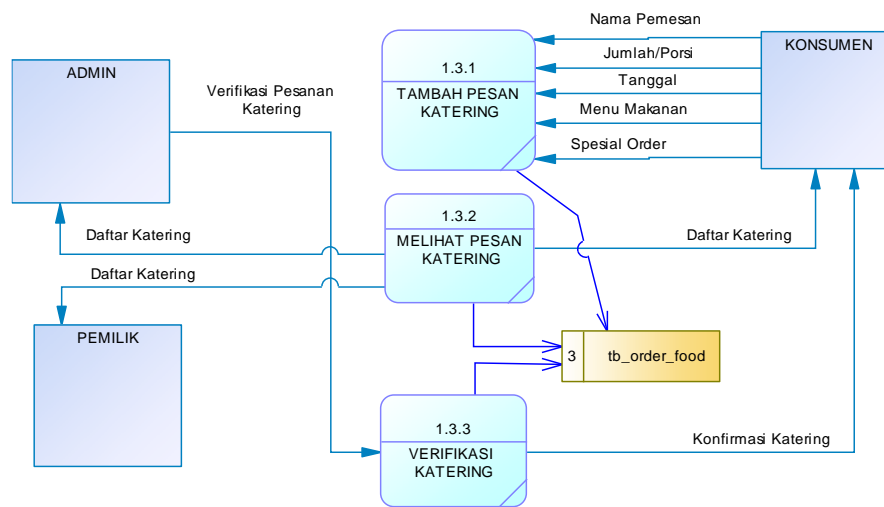 Nama Pemesan
KONSUMEN
Jumlah/Porsi
1.3.1
ADMIN
Tanggal
Verifikasi Pesanan
Katering
TAMBAH PESAN
KATERING
Menu Makanan
Spesial Order
1.3.2
Daftar Katering
MELIHAT PESAN
KATERING
Daftar Katering
Daftar Katering
PEMILIK
3
tb_order_food
1.3.3
VERIFIKASI
KATERING
Konfirmasi Katering